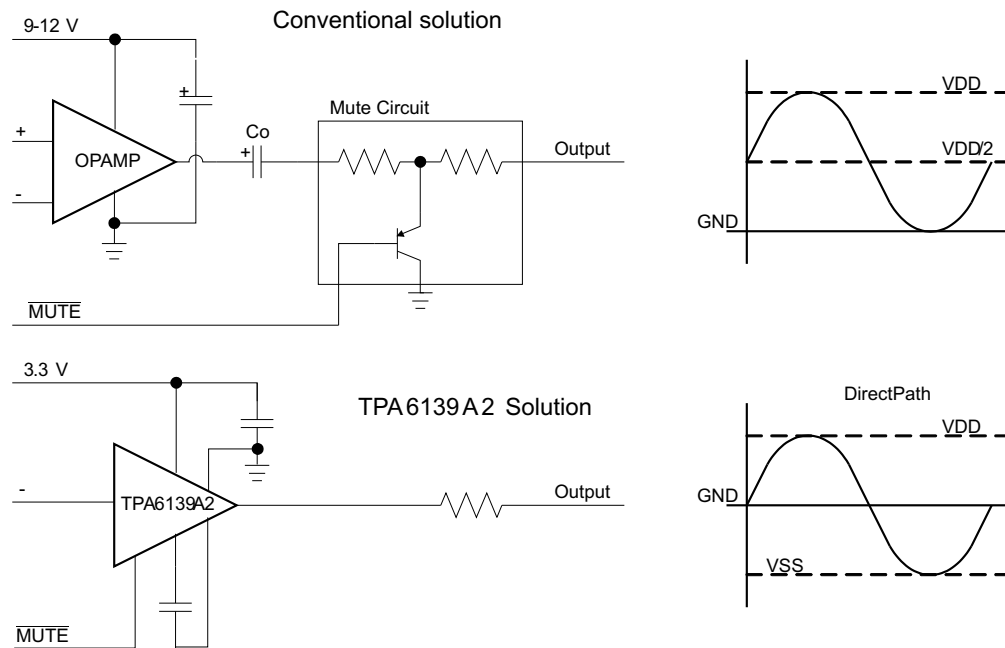 Conventional solution
9-12 V
+
+
-
OPAMP
Co
+
Mute Circuit
Output
MUTE
VDD
VDD/2
GND
3.3 V
TPA6139A2 Solution
-
TPA6139A2
Output
MUTE
DirectPath
VDD
GND
VSS